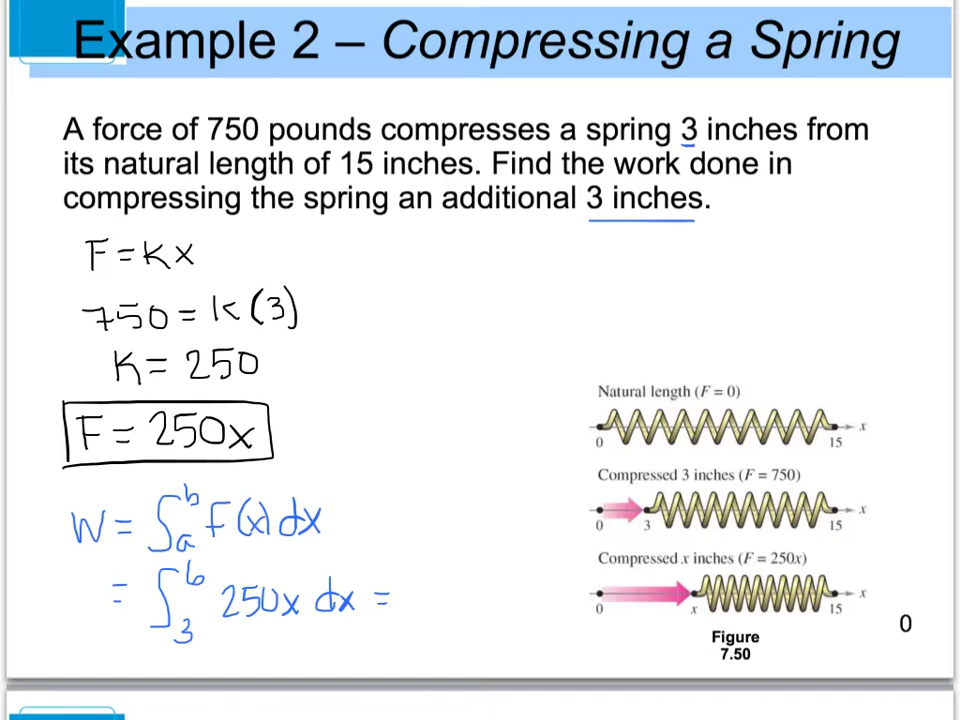 Example 2 – Compressing a Spring
A force of 750 pounds compresses a spring 3 inches from
its natural length of 15 inches. Find the work done in
compressing the spring an additional 3 inches.
F = Kx
750 = K(3)
K = 250
F = 250x
W = ∫_a^b F(x) dx
= ∫_3^6 250x dx =
Natural length (F = 0)
0 15 x
Compressed 3 inches (F = 750)
0 3 15 x
Compressed x inches (F = 250x)
0 x 15 x
Figure
7.50
0